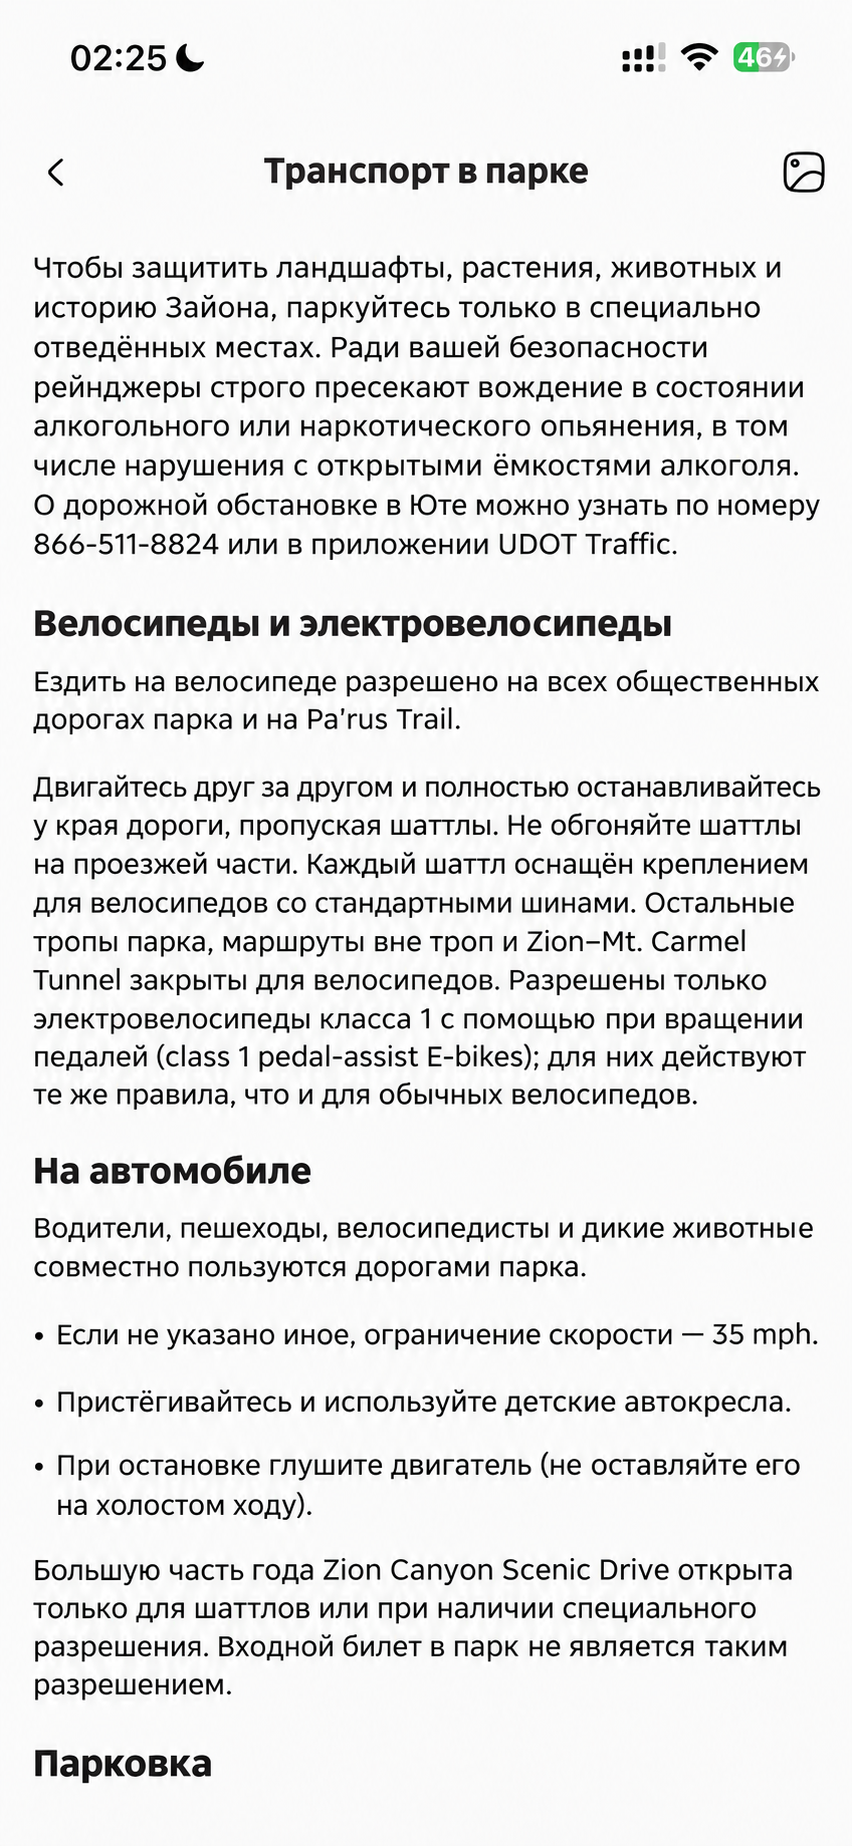 02:25
46
Транспорт в парке
Чтобы защитить ландшафты, растения, животных и
историю Зайона, паркуйтесь только в специально
отведённых местах. Ради вашей безопасности
рейнджеры строго пресекают вождение в состоянии
алкогольного или наркотического опьянения, в том
числе нарушения с открытыми ёмкостями алкоголя.
О дорожной обстановке в Юте можно узнать по номеру
866-511-8824 или в приложении UDOT Traffic.
Велосипеды и электровелосипеды
Ездить на велосипеде разрешено на всех общественных
дорогах парка и на Pa'rus Trail.
Двигайтесь друг за другом и полностью останавливайтесь
у края дороги, пропуская шаттлы. Не обгоняйте шаттлы
на проезжей части. Каждый шаттл оснащён креплением
для велосипедов со стандартными шинами. Остальные
тропы парка, маршруты вне троп и Zion–Mt. Carmel
Tunnel закрыты для велосипедов. Разрешены только
электровелосипеды класса 1 с помощью при вращении
педалей (class 1 pedal-assist E-bikes); для них действуют
те же правила, что и для обычных велосипедов.
На автомобиле
Водители, пешеходы, велосипедисты и дикие животные
совместно пользуются дорогами парка.
• Если не указано иное, ограничение скорости — 35 mph.
• Пристёгивайтесь и используйте детские автокресла.
• При остановке глушите двигатель (не оставляйте его
на холостом ходу).
Большую часть года Zion Canyon Scenic Drive открыта
только для шаттлов или при наличии специального
разрешения. Входной билет в парк не является таким
разрешением.
Парковка